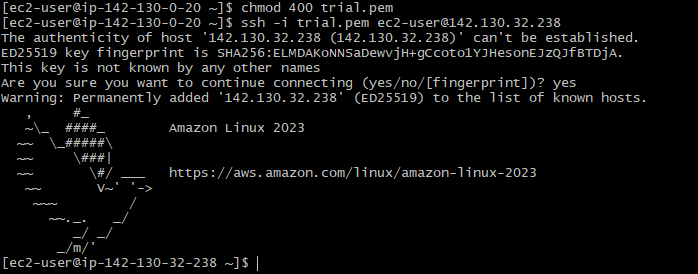 [ec2-user@ip-142-130-0-20 ~]$ chmod 400 trial.pem
[ec2-user@ip-142-130-0-20 ~]$ ssh -i trial.pem ec2-user@142.130.32.238
The authenticity of host '142.130.32.238 (142.130.32.238)' can't be established.
ED25519 key fingerprint is SHA256:ELMDAKoNNSaDewvjH+gCcoto1YJHesonEJzQJfBTDjA.
This key is not known by any other names
Are you sure you want to continue connecting (yes/no/[fingerprint])? yes
Warning: Permanently added '142.130.32.238' (ED25519) to the list of known hosts.
   ,     #_
   ~\_  ####_        Amazon Linux 2023
  ~~  \_#####\
  ~~     \###|
  ~~       \#/ ___   https://aws.amazon.com/linux/amazon-linux-2023
   ~~       V~' '->
    ~~~         /
      ~~._.   _/
         _/ _/
       _/m/'
[ec2-user@ip-142-130-32-238 ~]$